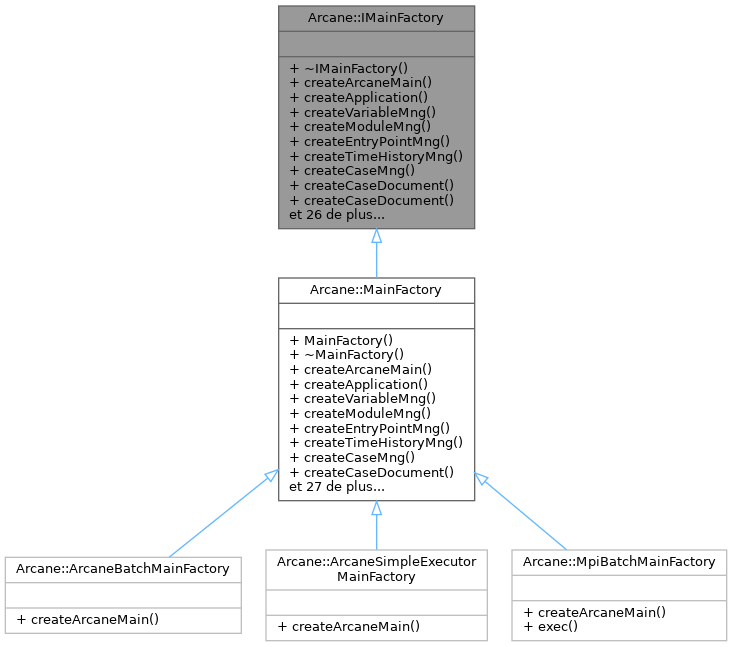 Arcane::IMainFactory
+ ~IMainFactory()
+ createArcaneMain()
+ createApplication()
+ createVariableMng()
+ createModuleMng()
+ createEntryPointMng()
+ createTimeHistoryMng()
+ createCaseMng()
+ createCaseDocument()
+ createCaseDocument()
et 26 de plus...
Arcane::MainFactory
+ MainFactory()
+ ~MainFactory()
+ createArcaneMain()
+ createApplication()
+ createVariableMng()
+ createModuleMng()
+ createEntryPointMng()
+ createTimeHistoryMng()
+ createCaseMng()
+ createCaseDocument()
et 27 de plus...
Arcane::ArcaneBatchMainFactory
+ createArcaneMain()
Arcane::ArcaneSimpleExecutor
MainFactory
+ createArcaneMain()
Arcane::MpiBatchMainFactory
+ createArcaneMain()
+ exec()